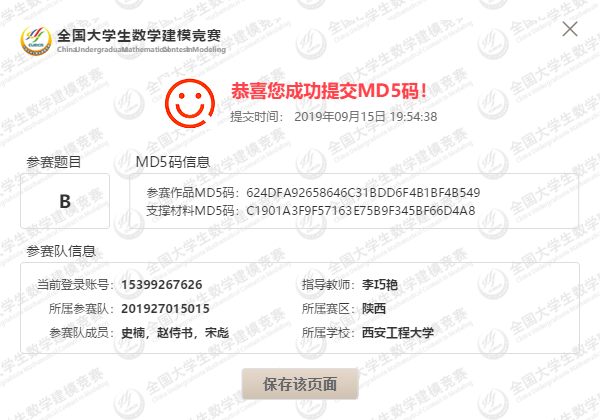 全国大学生数学建模竞赛
China Undergraduate Mathematical Contest in Modeling
恭喜您成功提交MD5码！
提交时间： 2019年09月15日 19:54:38
参赛题目
MD5码信息
B
参赛作品MD5码：624DFA92658646C31BDD6F4B1BF4B549
支撑材料MD5码：C1901A3F9F57163E75B9F345BF66D4A8
参赛队信息
当前登录账号：15399267626
指导教师：李巧艳
所属参赛队：201927015015
所属赛区：陕西
参赛队成员：史楠，赵侍书，宋彪
所属学校：西安工程大学
保存该页面